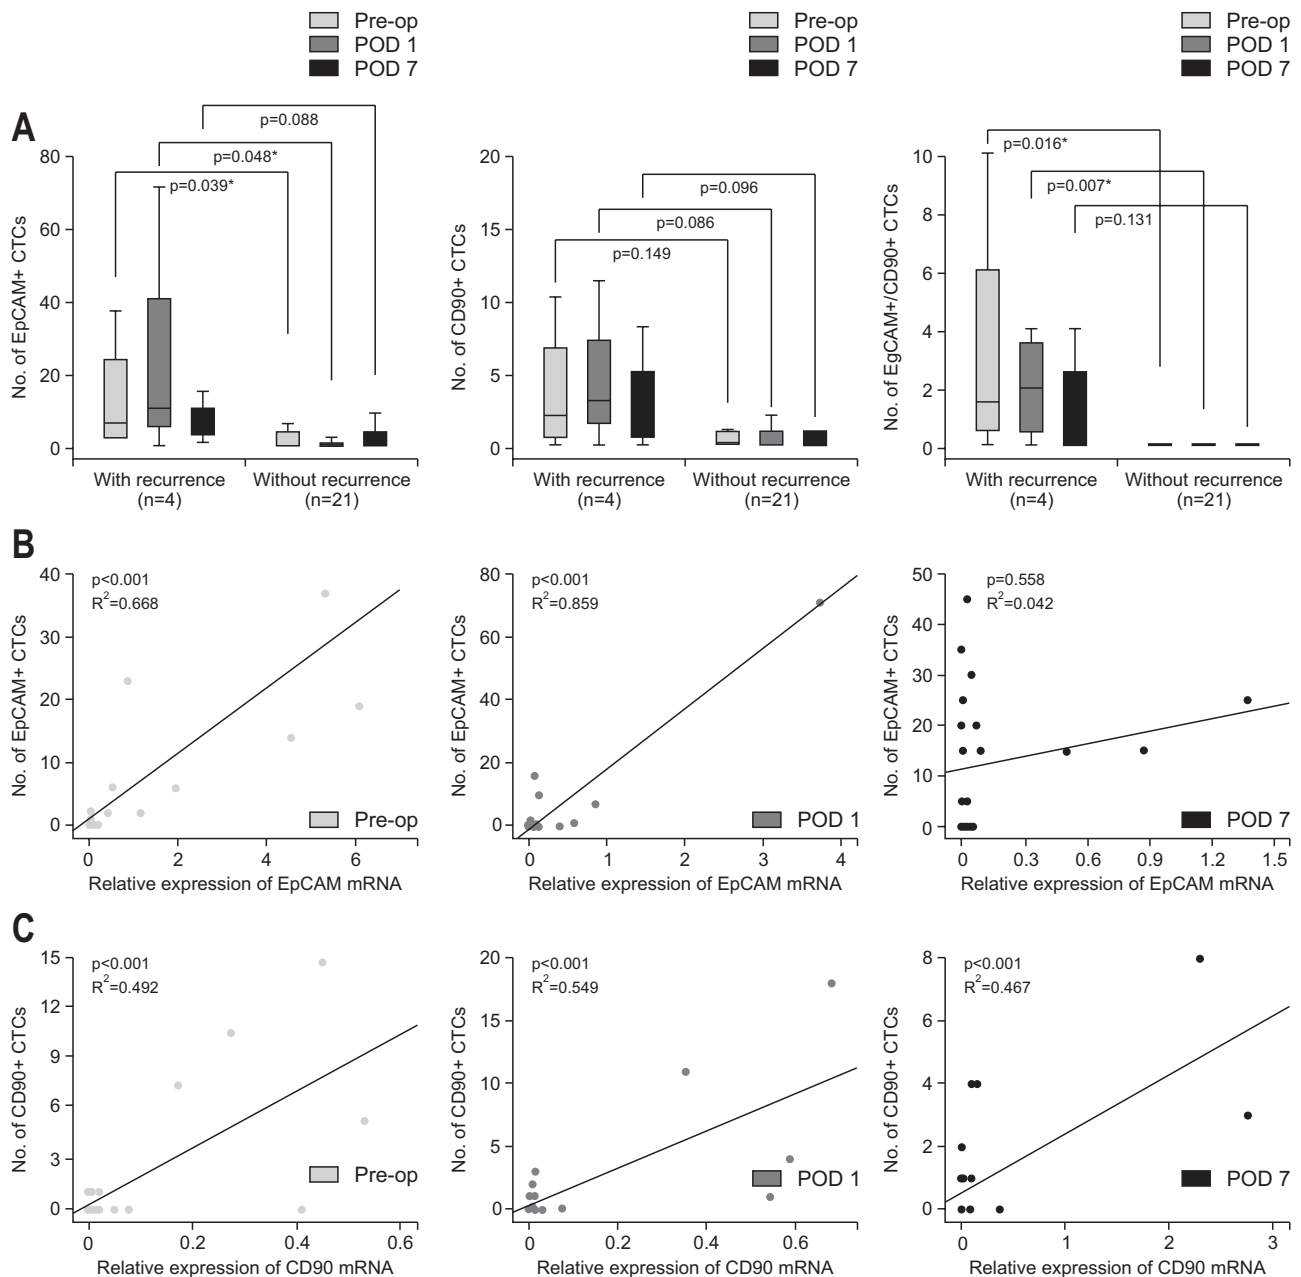 Pre-op
POD 1
POD 7
Pre-op
POD 1
POD 7
Pre-op
POD 1
POD 7
A
No. of EpCAM+ CTCs
80
60
40
20
0
p=0.088
p=0.048*
p=0.039*
With recurrence
(n=4)
Without recurrence
(n=21)
No. of CD90+ CTCs
20
15
10
5
0
p=0.096
p=0.086
p=0.149
With recurrence
(n=4)
Without recurrence
(n=21)
No. of EgCAM+/CD90+ CTCs
10
8
6
4
2
0
p=0.016*
p=0.007*
p=0.131
With recurrence
(n=4)
Without recurrence
(n=21)
B
No. of EpCAM+ CTCs
40
30
20
10
0
p<0.001
R²=0.668
Pre-op
0 2 4 6
Relative expression of EpCAM mRNA
No. of EpCAM+ CTCs
80
60
40
20
0
p<0.001
R²=0.859
POD 1
0 1 2 3 4
Relative expression of EpCAM mRNA
No. of EpCAM+ CTCs
50
40
30
20
10
0
p=0.558
R²=0.042
POD 7
0 0.3 0.6 0.9 1.2 1.5
Relative expression of EpCAM mRNA
C
No. of CD90+ CTCs
15
12
9
6
3
0
p<0.001
R²=0.492
Pre-op
0 0.2 0.4 0.6
Relative expression of CD90 mRNA
No. of CD90+ CTCs
20
15
10
5
0
p<0.001
R²=0.549
POD 1
0 0.2 0.4 0.6
Relative expression of CD90 mRNA
No. of CD90+ CTCs
8
6
4
2
0
p<0.001
R²=0.467
POD 7
0 1 2 3
Relative expression of CD90 mRNA